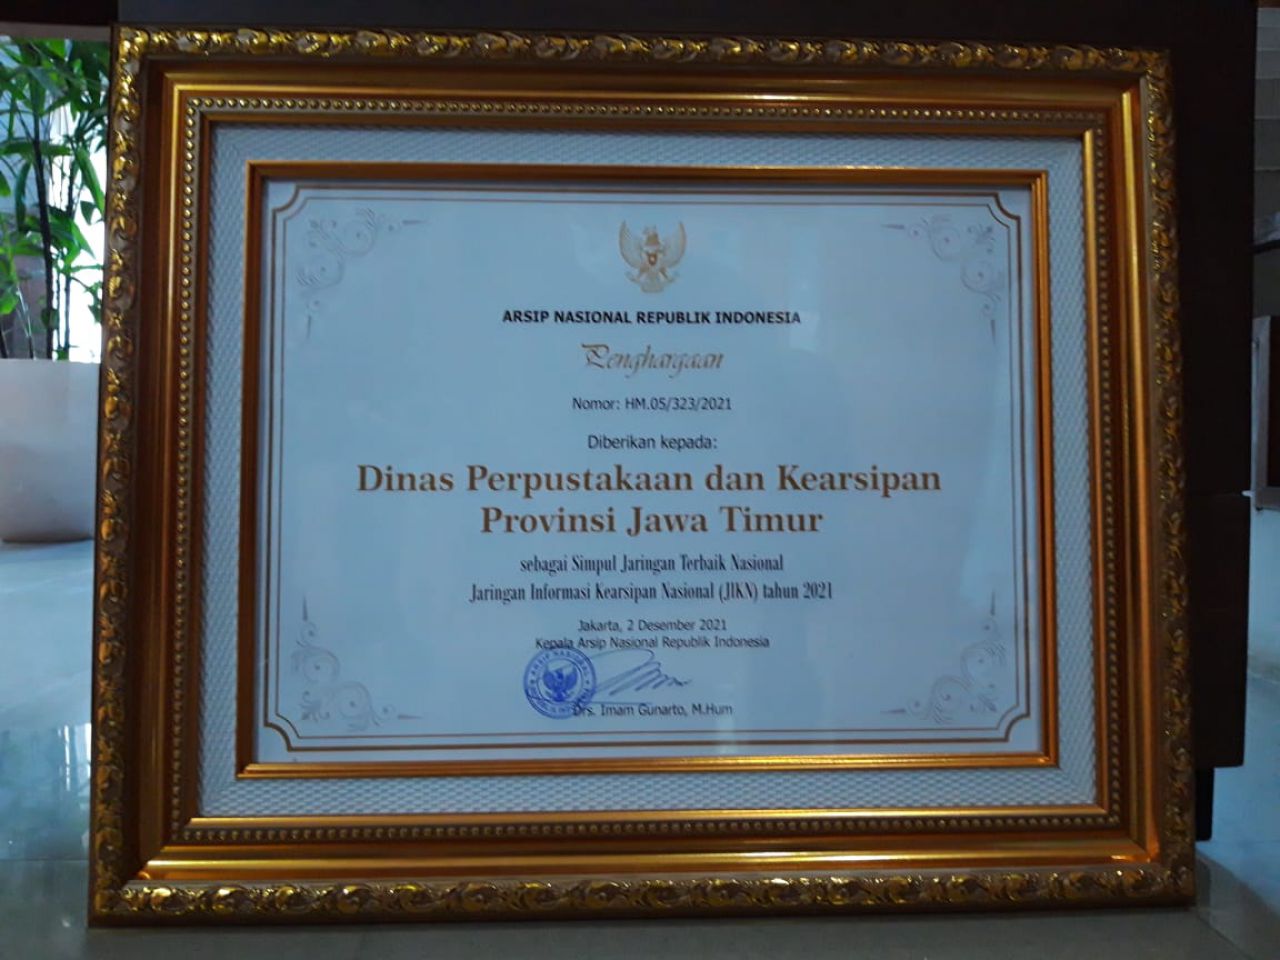 ARSIP NASIONAL REPUBLIK INDONESIA
Penghargaan
Nomor: HM.05/323/2021
Diberikan kepada:
Dinas Perpustakaan dan Kearsipan
Provinsi Jawa Timur
sebagai Simpul Jaringan Terbaik Nasional
Jaringan Informasi Kearsipan Nasional (JIKN) tahun 2021
Jakarta, 2 Desember 2021
Kepala Arsip Nasional Republik Indonesia
ARSIP NASIONAL
Drs. Imam Gunarto, M.Hum